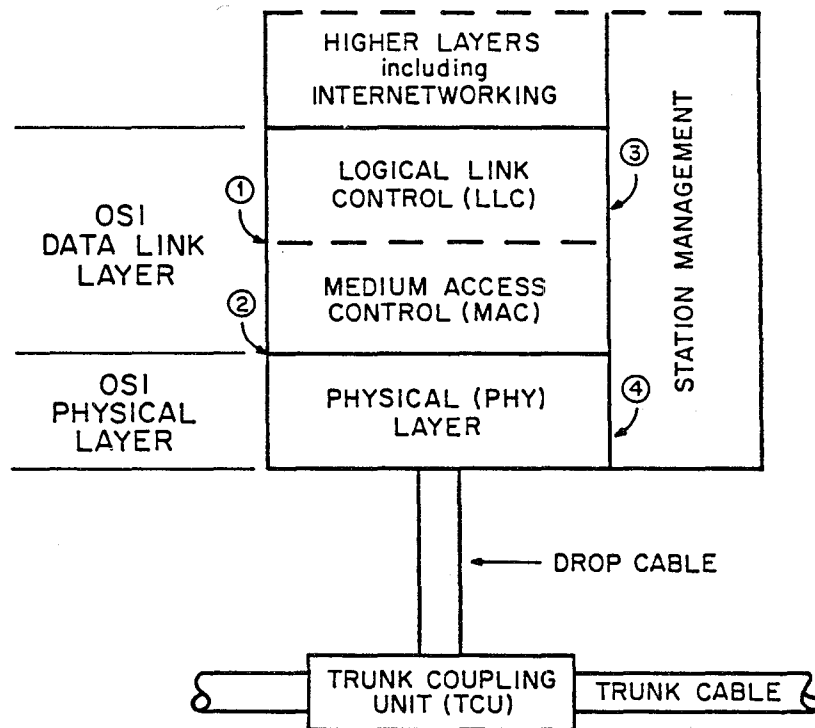 HIGHER LAYERS
including
INTERNETWORKING
LOGICAL LINK
CONTROL (LLC)
①
③
OSI
DATA LINK
LAYER
MEDIUM ACCESS
CONTROL (MAC)
②
STATION MANAGEMENT
OSI
PHYSICAL
LAYER
PHYSICAL (PHY)
LAYER
④
DROP CABLE
TRUNK COUPLING
UNIT (TCU)
TRUNK CABLE